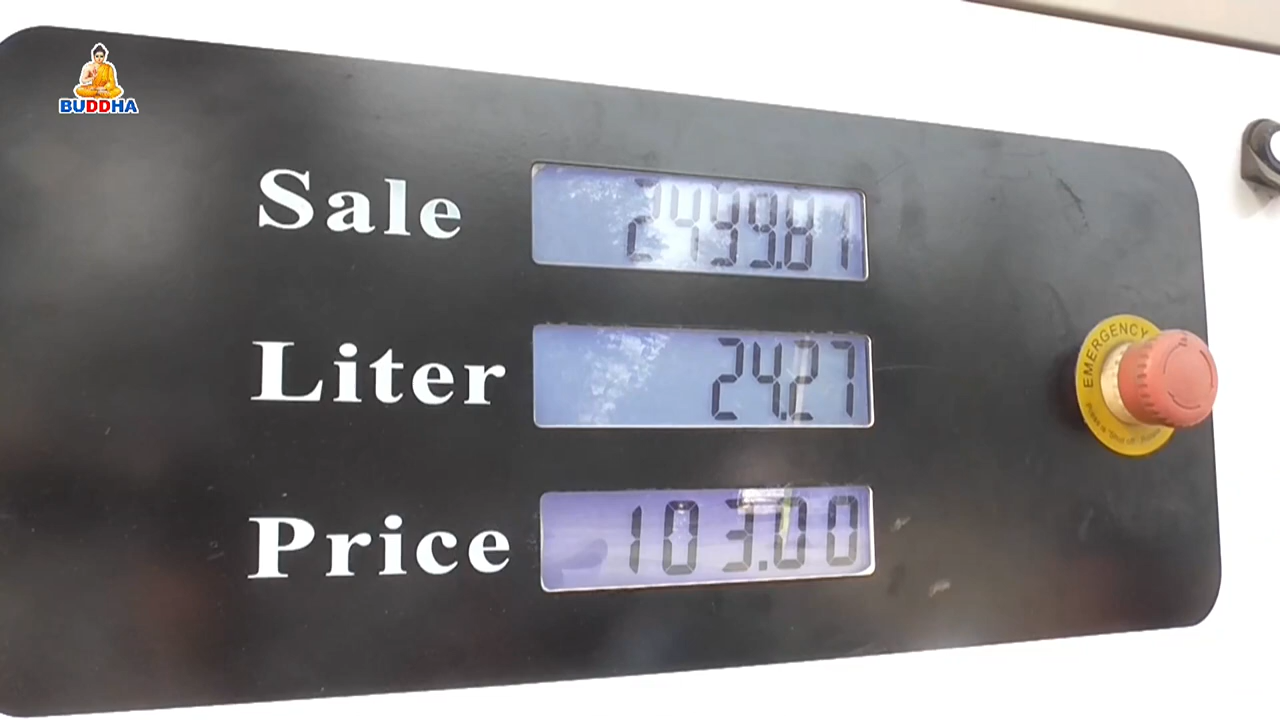 BUDDHA
Sale 2499.81
Liter 24.27
Price 103.00
EMERGENCY